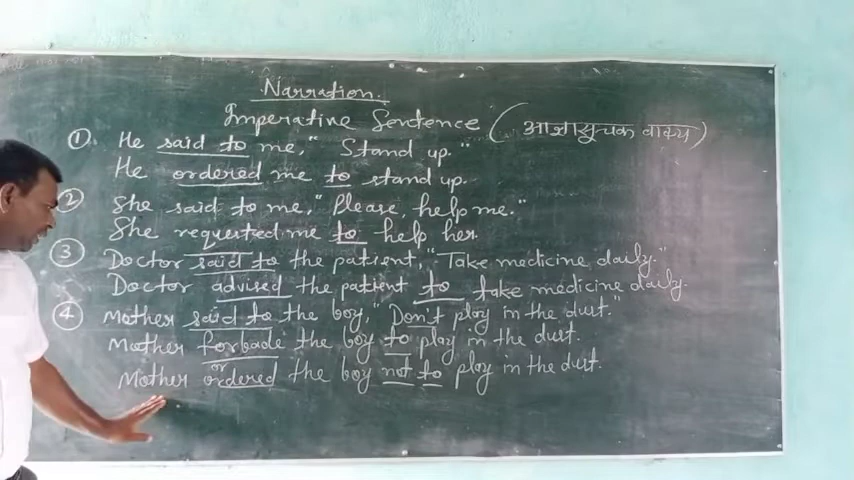 Narration.
Imperative Sentence (आज्ञासूचक वाक्य)
① He said to me, "Stand up."
He ordered me to stand up.
② She said to me, "Please, help me."
She requested me to help her.
③ Doctor said to the patient, "Take medicine daily."
Doctor advised the patient to take medicine daily.
④ Mother said to the boy, "Don't play in the dust."
Mother forbade the boy to play in the dust.
or
Mother ordered the boy not to play in the dust.